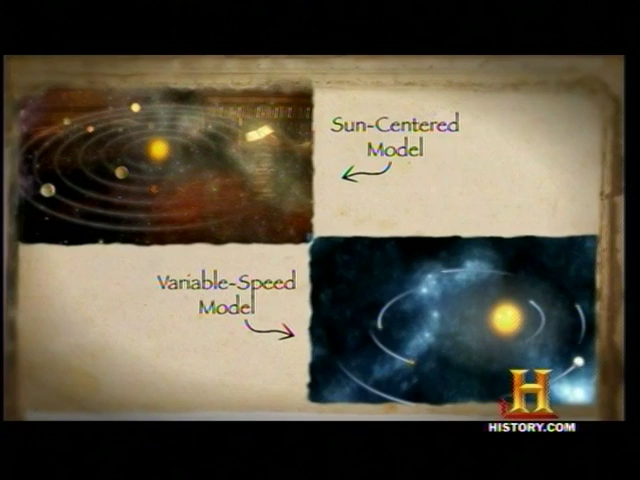 Sun-Centered
Model
Variable-Speed
Model
H
HISTORY.COM